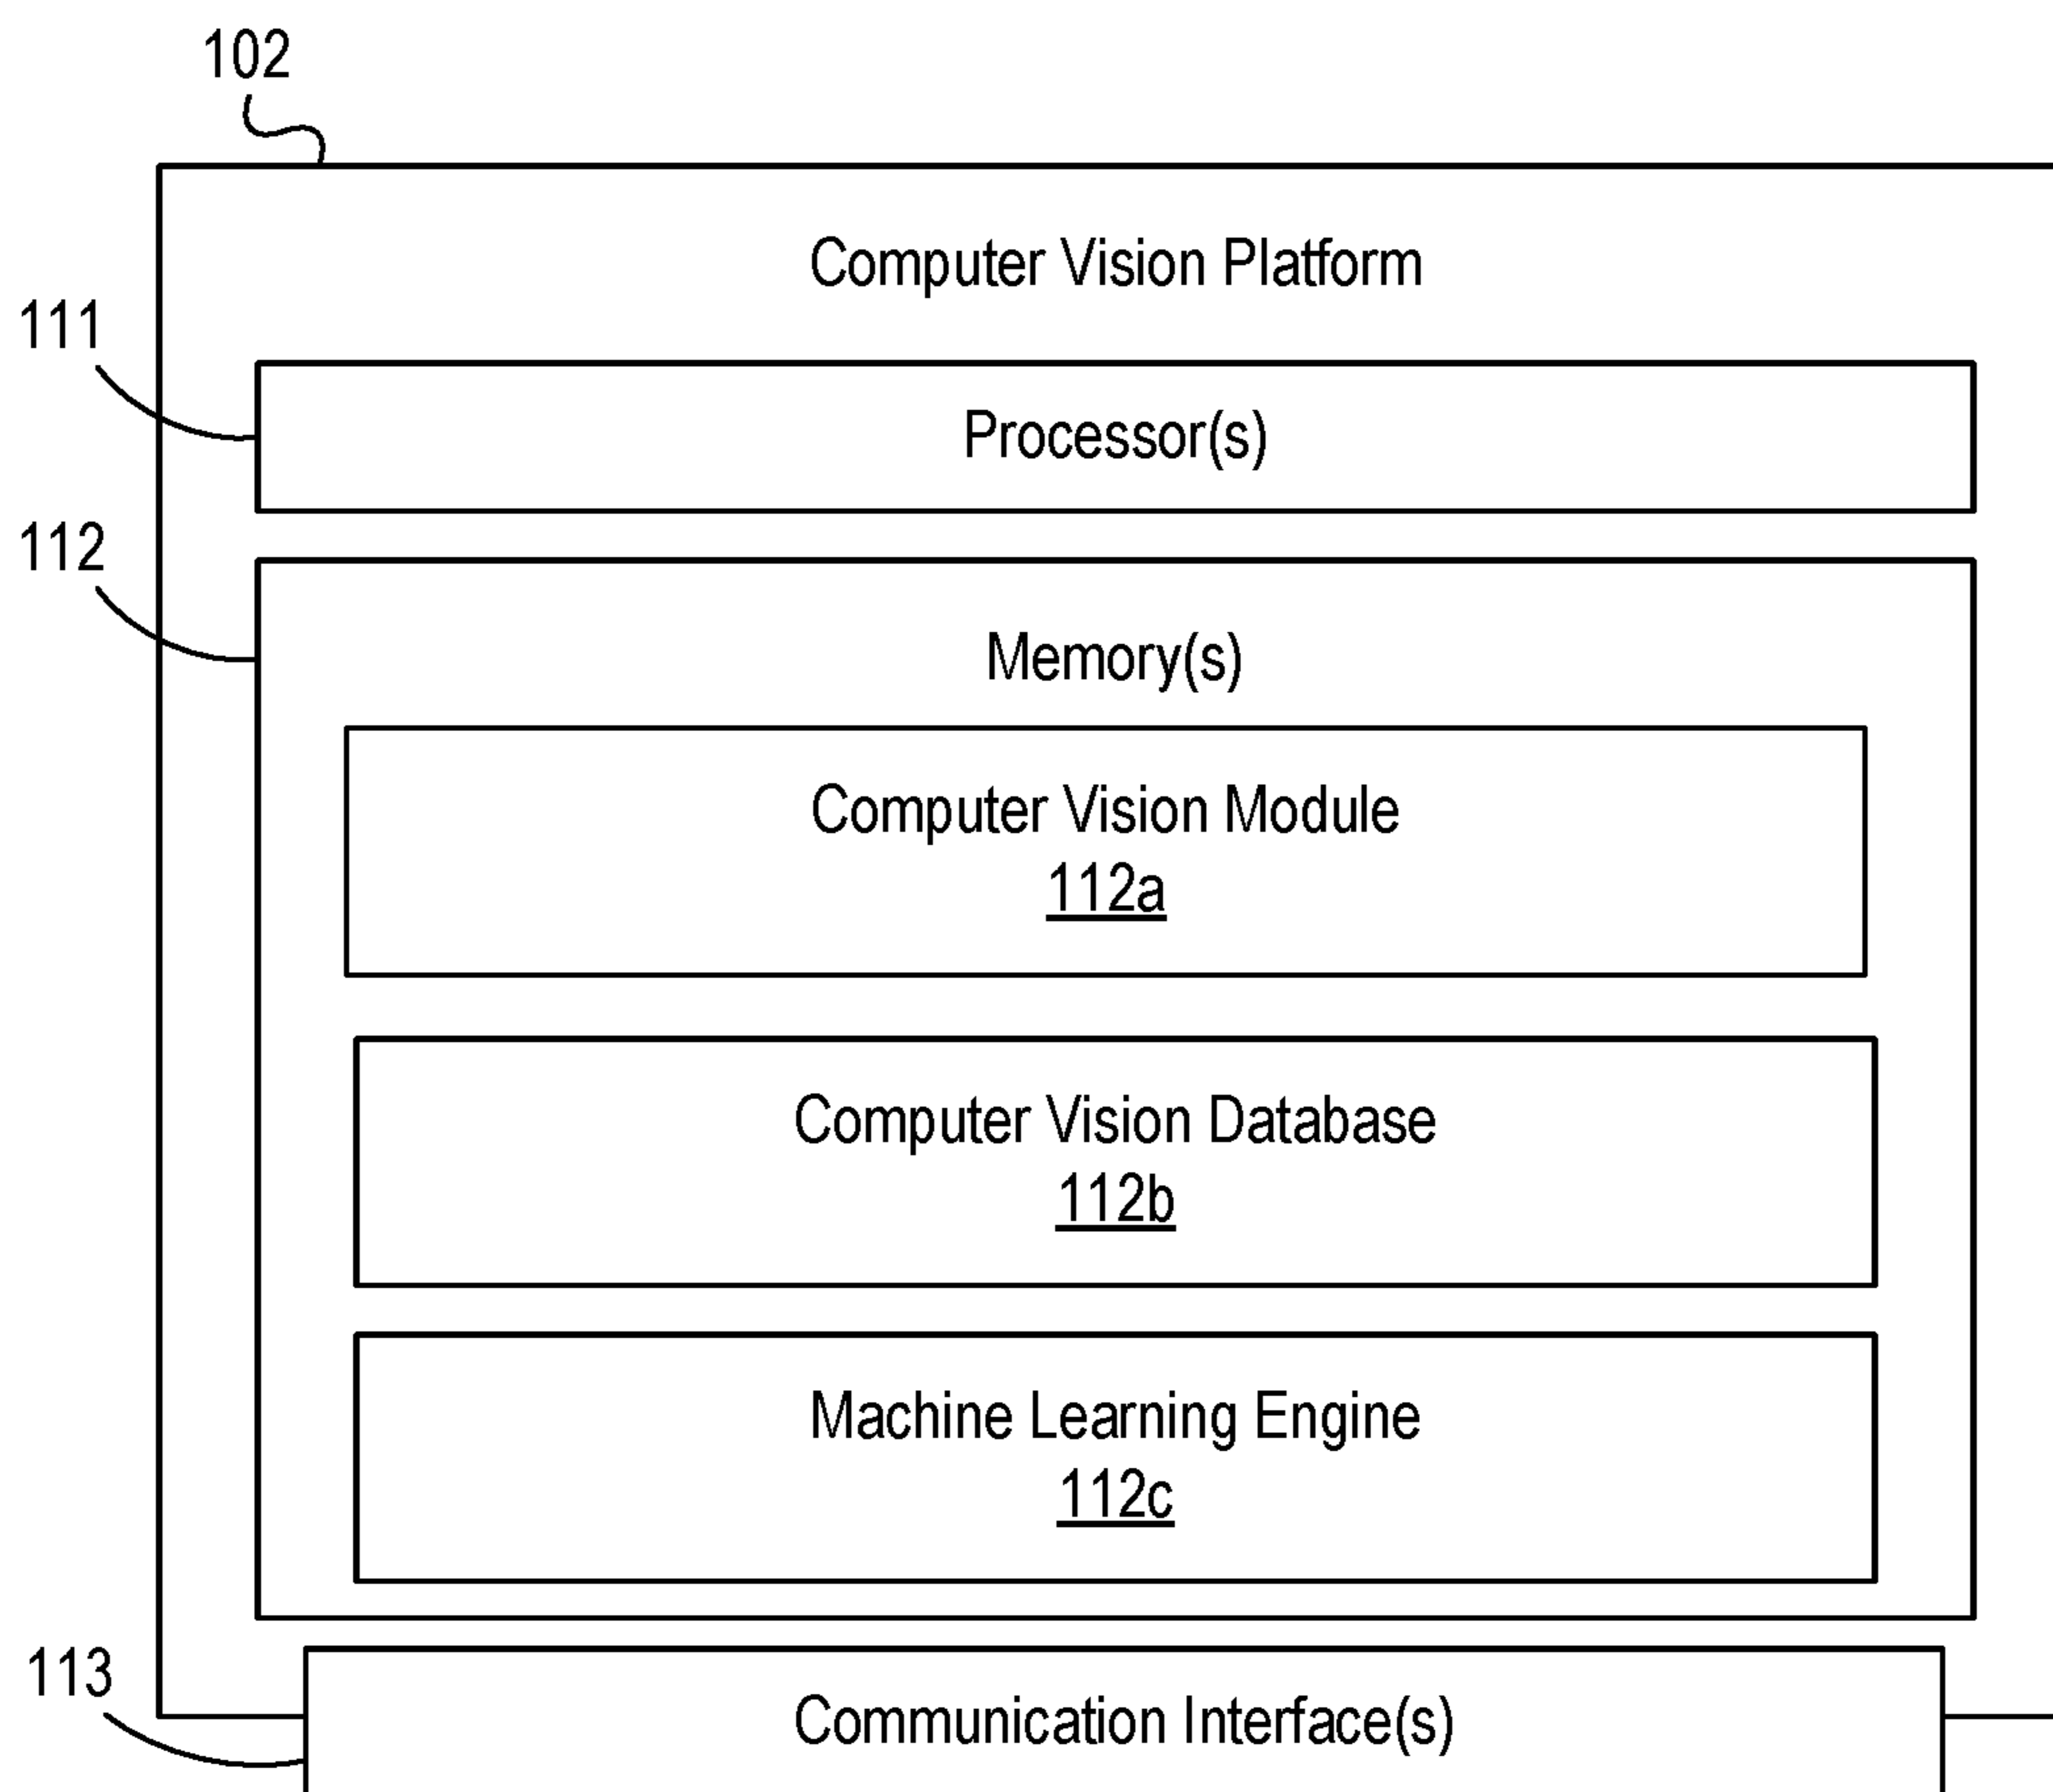 102
Computer Vision Platform
111
Processor(s)
112
Memory(s)
Computer Vision Module
112a
Computer Vision Database
112b
Machine Learning Engine
112c
113
Communication Interface(s)